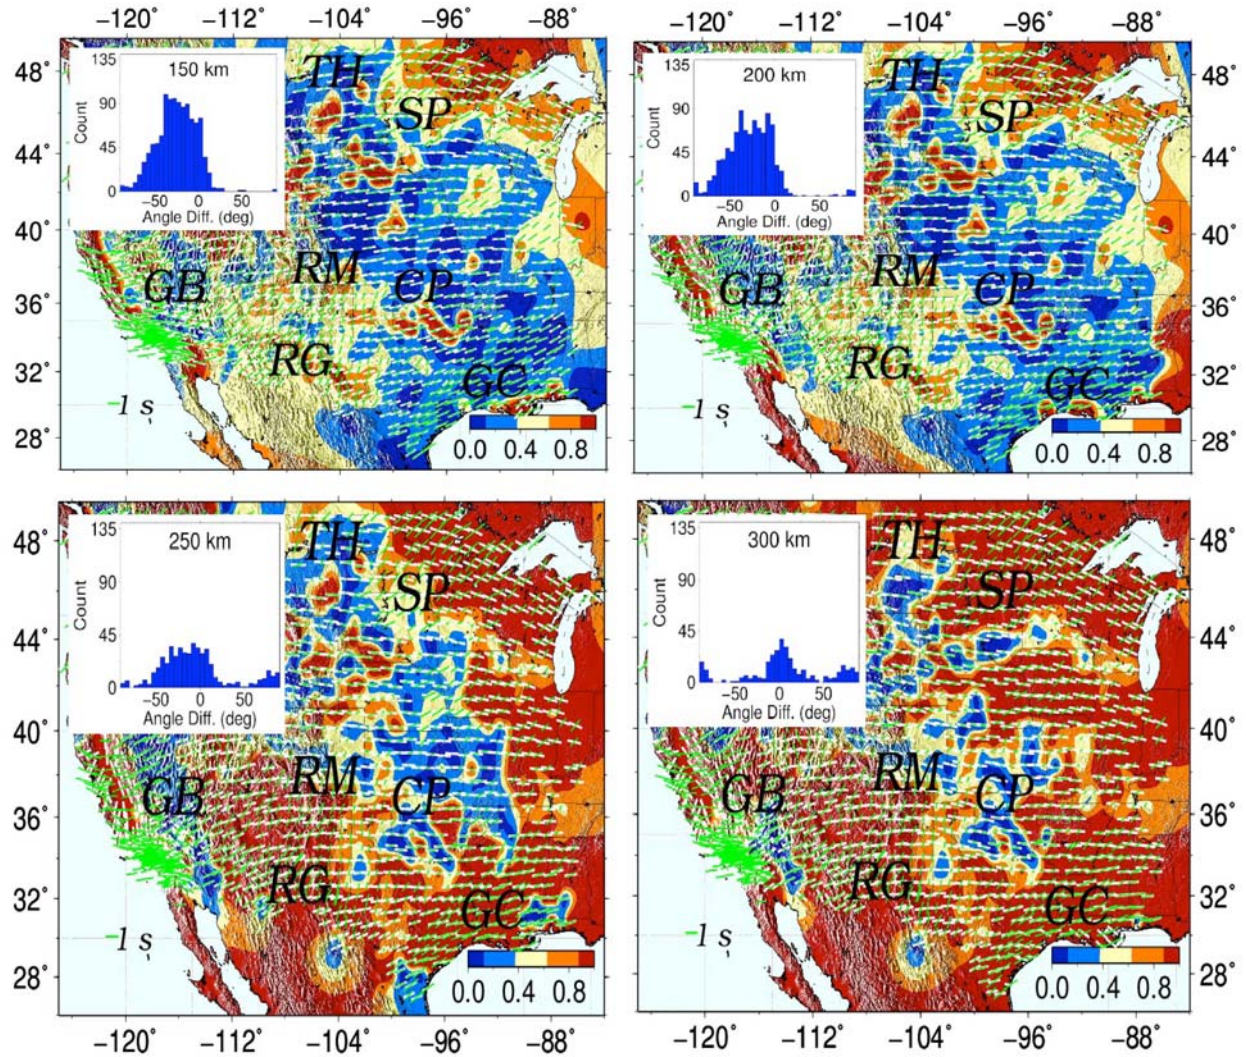 −120° −112° −104° −96° −88°
−120° −112° −104° −96° −88°
48°
44°
40°
36°
32°
28°
135
90
45
0
Count
150 km
−50 0 50
Angle Diff. (deg)
TH
SP
GB
RM
CP
RG
GC
1 s
0.0 0.4 0.8
135
90
45
0
Count
200 km
−50 0 50
Angle Diff. (deg)
TH
SP
GB
RM
CP
RG
GC
1 s
0.0 0.4 0.8
48°
44°
40°
36°
32°
28°
48°
44°
40°
36°
32°
28°
135
90
45
0
Count
250 km
−50 0 50
Angle Diff. (deg)
TH
SP
GB
RM
CP
RG
GC
1 s
0.0 0.4 0.8
135
90
45
0
Count
300 km
−50 0 50
Angle Diff. (deg)
TH
SP
GB
RM
CP
RG
GC
1 s
0.0 0.4 0.8
48°
44°
40°
36°
32°
28°
−120° −112° −104° −96° −88°
−120° −112° −104° −96° −88°